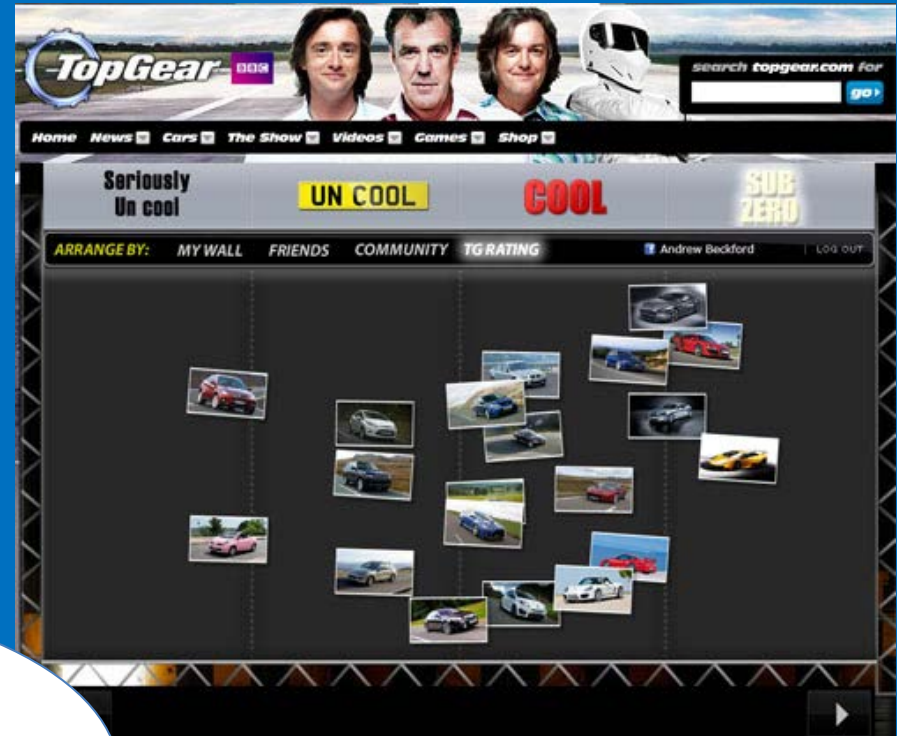 TopGear BBC
search topgear.com for
go
Home News Cars The Show Videos Games Shop
Seriously
Un cool
UN COOL
COOL
SUB
ZERO
ARRANGE BY: MY WALL FRIENDS COMMUNITY TG RATING Andrew Beckford LOG OUT